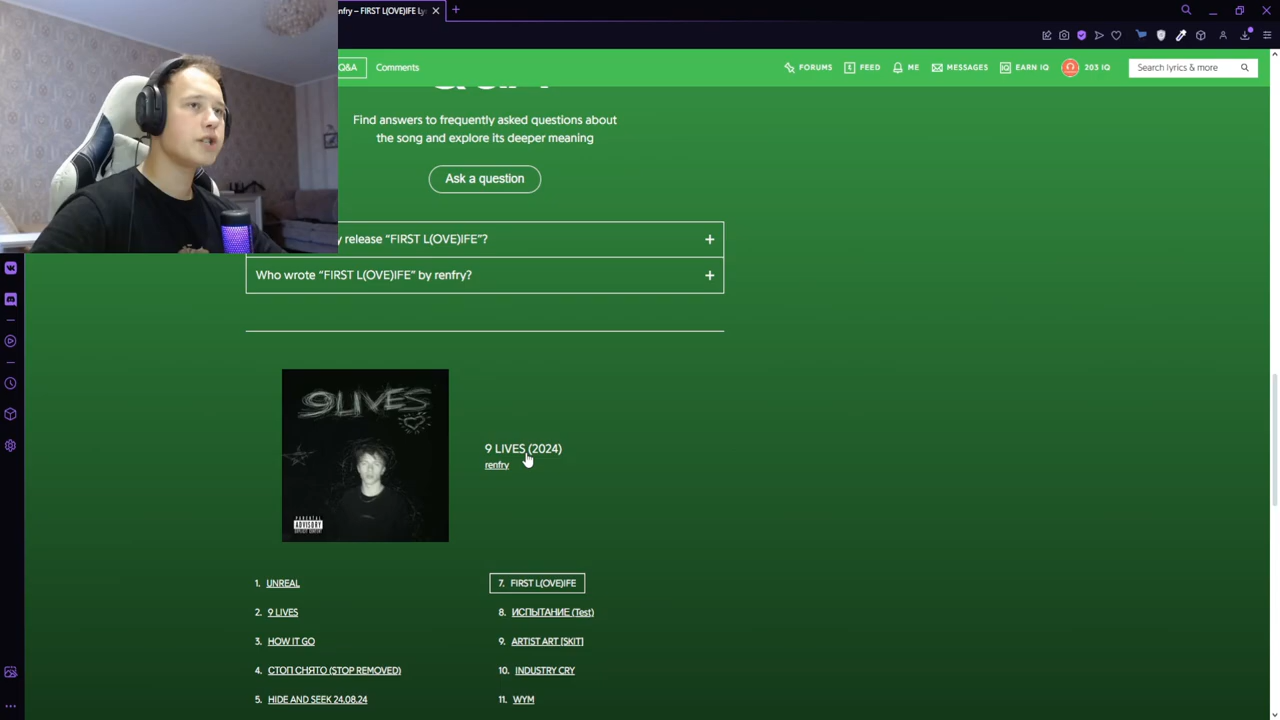 nfry – FIRST L(OVE)IFE Ly
Q&A
Comments
FORUMS
FEED
ME
MESSAGES
EARN IQ
203 IQ
Search lyrics & more
Find answers to frequently asked questions about
the song and explore its deeper meaning
Ask a question
y release “FIRST L(OVE)IFE”?
Who wrote “FIRST L(OVE)IFE” by renfry?
9LIVES
PARENTAL
ADVISORY
EXPLICIT CONTENT
9 LIVES (2024)
renfry
1. UNREAL
2. 9 LIVES
3. HOW IT GO
4. СТОП СНЯТО (STOP REMOVED)
5. HIDE AND SEEK 24.08.24
7. FIRST L(OVE)IFE
8. ИСПЫТАНИЕ (Test)
9. ARTIST ART [SKIT]
10. INDUSTRY CRY
11. WYM